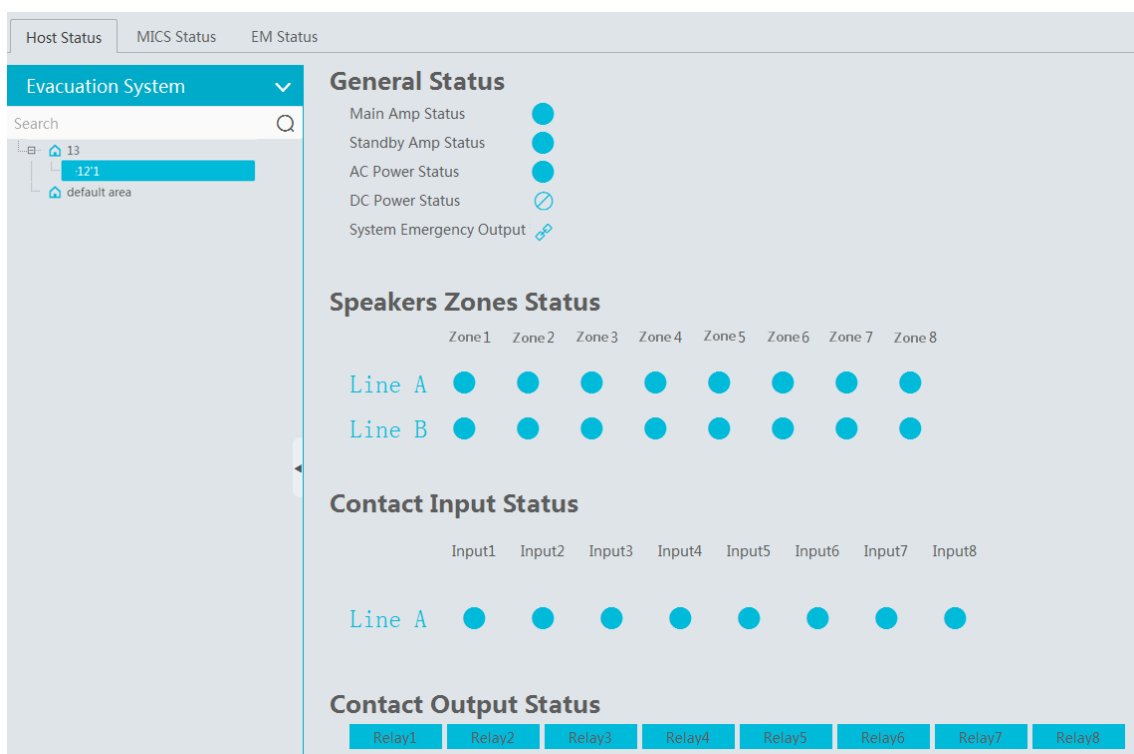 Host Status MICS Status EM Status
Evacuation System
Search
13
-12"1
default area
General Status
Main Amp Status
Standby Amp Status
AC Power Status
DC Power Status
System Emergency Output
Speakers Zones Status
Zone1 Zone2 Zone3 Zone4 Zone5 Zone6 Zone7 Zone8
Line A
Line B
Contact Input Status
Input1 Input2 Input3 Input4 Input5 Input6 Input7 Input8
Line A
Contact Output Status
Relay1 Relay2 Relay3 Relay4 Relay5 Relay6 Relay7 Relay8